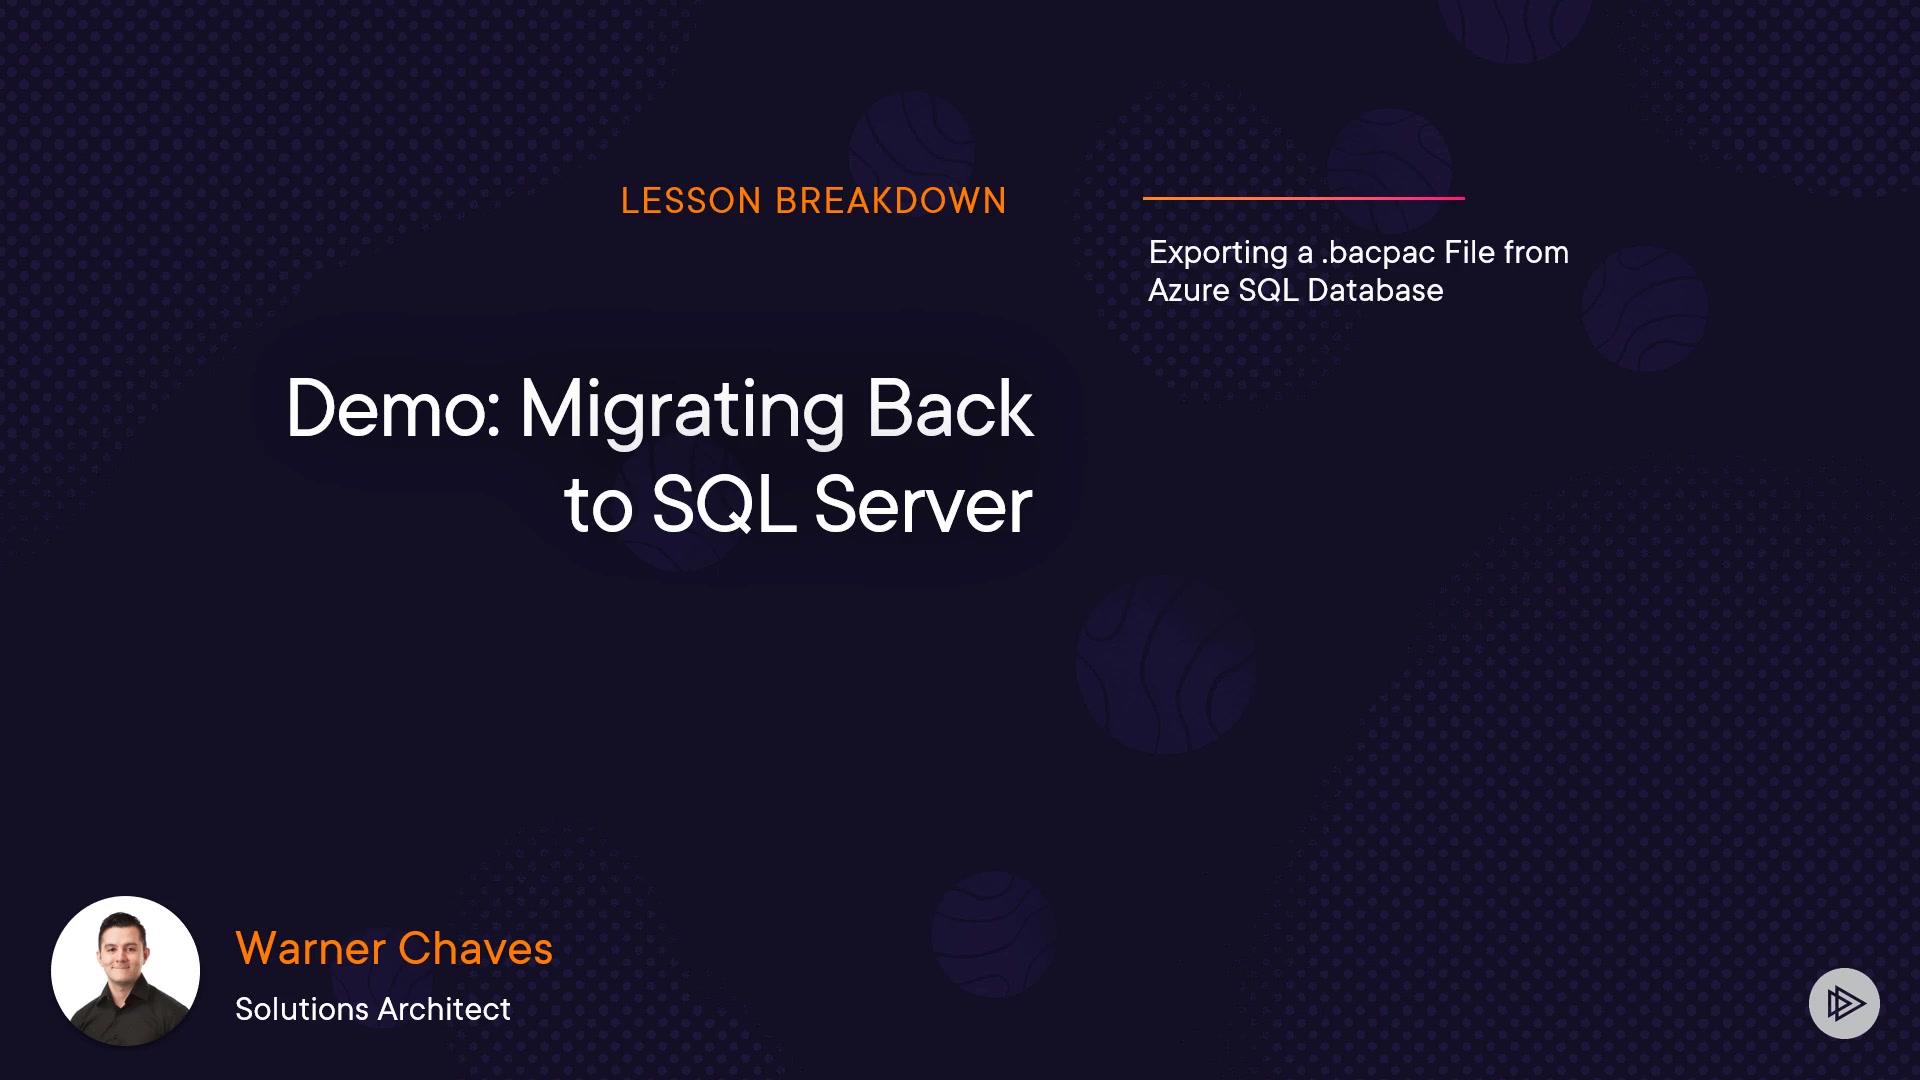 LESSON BREAKDOWN
Demo: Migrating Back
to SQL Server
Exporting a .bacpac File from
Azure SQL Database
Warner Chaves
Solutions Architect